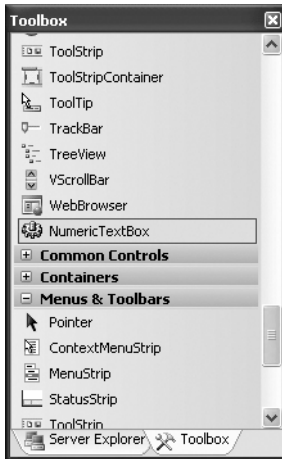 Toolbox
ToolStrip
ToolStripContainer
ToolTip
TrackBar
TreeView
VScrollBar
WebBrowser
NumericTextBox
Common Controls
Containers
Menus & Toolbars
Pointer
ContextMenuStrip
MenuStrip
StatusStrip
ToolStrip
Server Explorer Toolbox